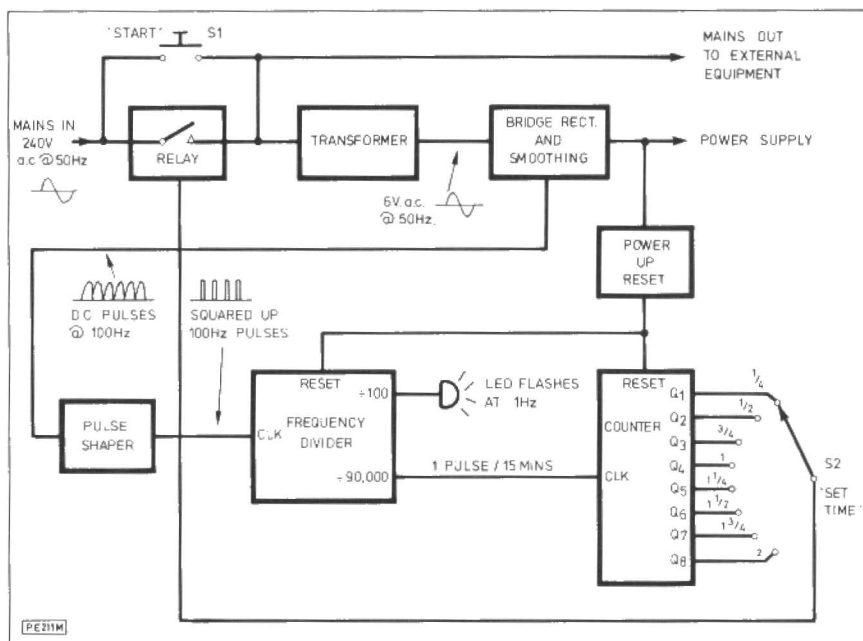 'START' S1
MAINS OUT
TO EXTERNAL
EQUIPMENT
MAINS IN
240V
a.c @ 50Hz
RELAY
TRANSFORMER
BRIDGE RECT.
AND
SMOOTHING
POWER SUPPLY
6V. a.c.
@ 50Hz.
POWER
UP
RESET
DC PULSES
@ 100Hz
SQUARED UP
100Hz PULSES
PULSE
SHAPER
RESET
÷100
CLK
FREQUENCY
DIVIDER
÷90,000
LED FLASHES
AT 1Hz
1 PULSE / 15 MINS
RESET
COUNTER
CLK
Q1 1/4
Q2 1/2
Q3 3/4
Q4 1
Q5 1 1/4
Q6 1 1/2
Q7 1 3/4
Q8 2
S2
'SET
TIME'
PE211M